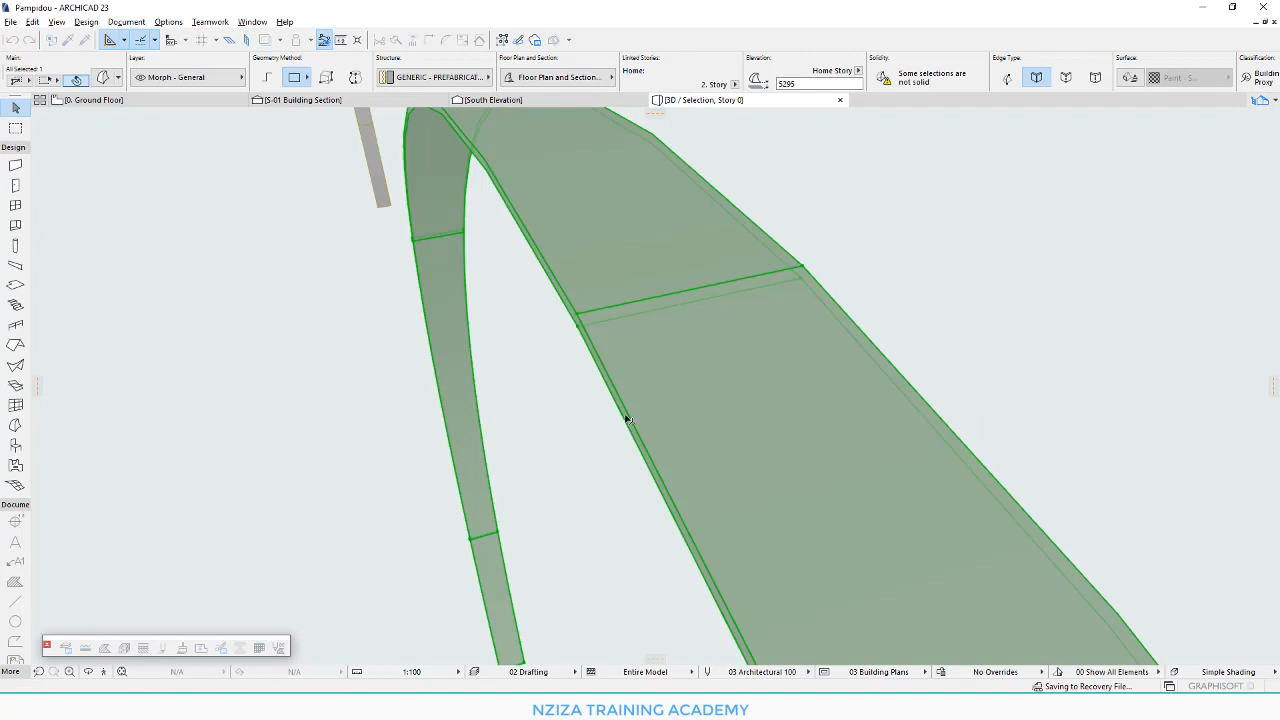 Pampidou - ARCHICAD 23
File Edit View Design Document Options Teamwork Window Help
Main:
All Selected: 1
Layer:
Morph - General
Geometry Method:
Structure:
GENERIC - PREFABRICAT...
Floor Plan and Section:
Floor Plan and Section...
Linked Stories:
Home:
2. Story
Elevation:
Home Story
5295
Solidity:
Some selections are
not solid
Edge Type:
Surface:
Paint - S...
Classification:
Building
Proxy
[0. Ground Floor]
[S-01 Building Section]
[South Elevation]
[3D / Selection, Story 0]
Design
Docume
More
N/A
N/A
1:100
02 Drafting
Entire Model
03 Architectural 100
03 Building Plans
No Overrides
00 Show All Elements
Simple Shading
Saving to Recovery File...
GRAPHISOFT
NZIZA TRAINING ACADEMY